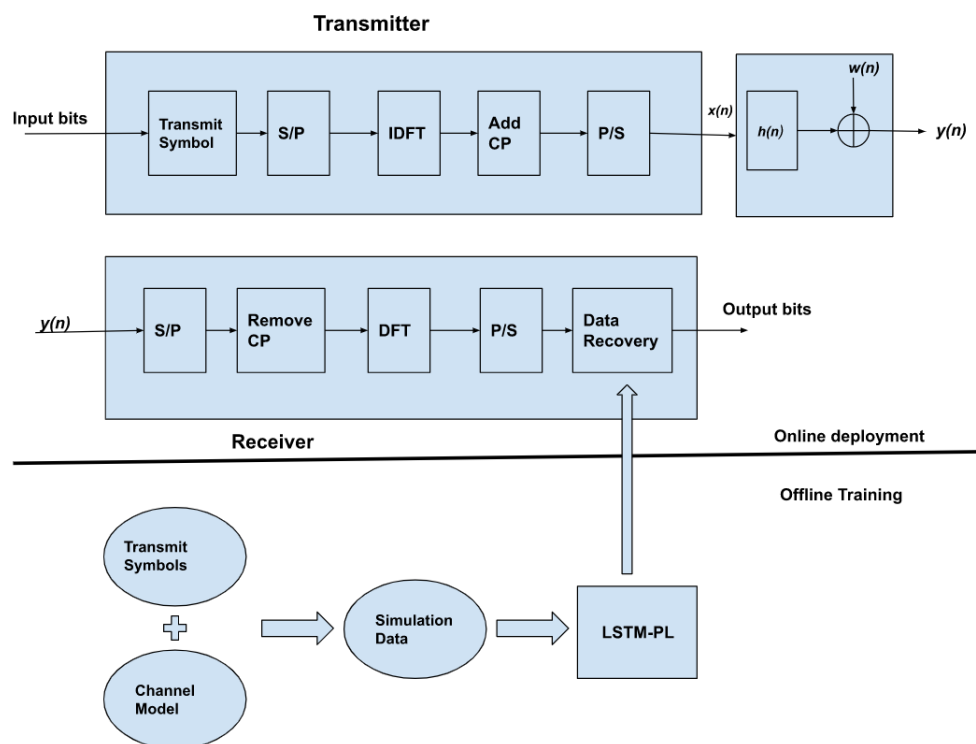 Transmitter
Input bits
Transmit
Symbol
S/P
IDFT
Add
CP
P/S
x(n)
h(n)
w(n)
y(n)
y(n)
S/P
Remove
CP
DFT
P/S
Data
Recovery
Output bits
Receiver
Online deployment
Offline Training
Transmit
Symbols
Channel
Model
Simulation
Data
LSTM-PL